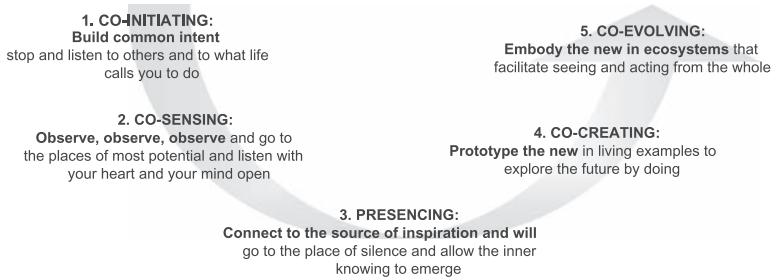 1. CO-INITIATING:
Build common intent
stop and listen to others and to what life
calls you to do
2. CO-SENSING:
Observe, observe, observe and go to
the places of most potential and listen with
your heart and your mind open
3. PRESENCING:
Connect to the source of inspiration and will
go to the place of silence and allow the inner
knowing to emerge
4. CO-CREATING:
Prototype the new in living examples to
explore the future by doing
5. CO-EVOLVING:
Embody the new in ecosystems that
facilitate seeing and acting from the whole